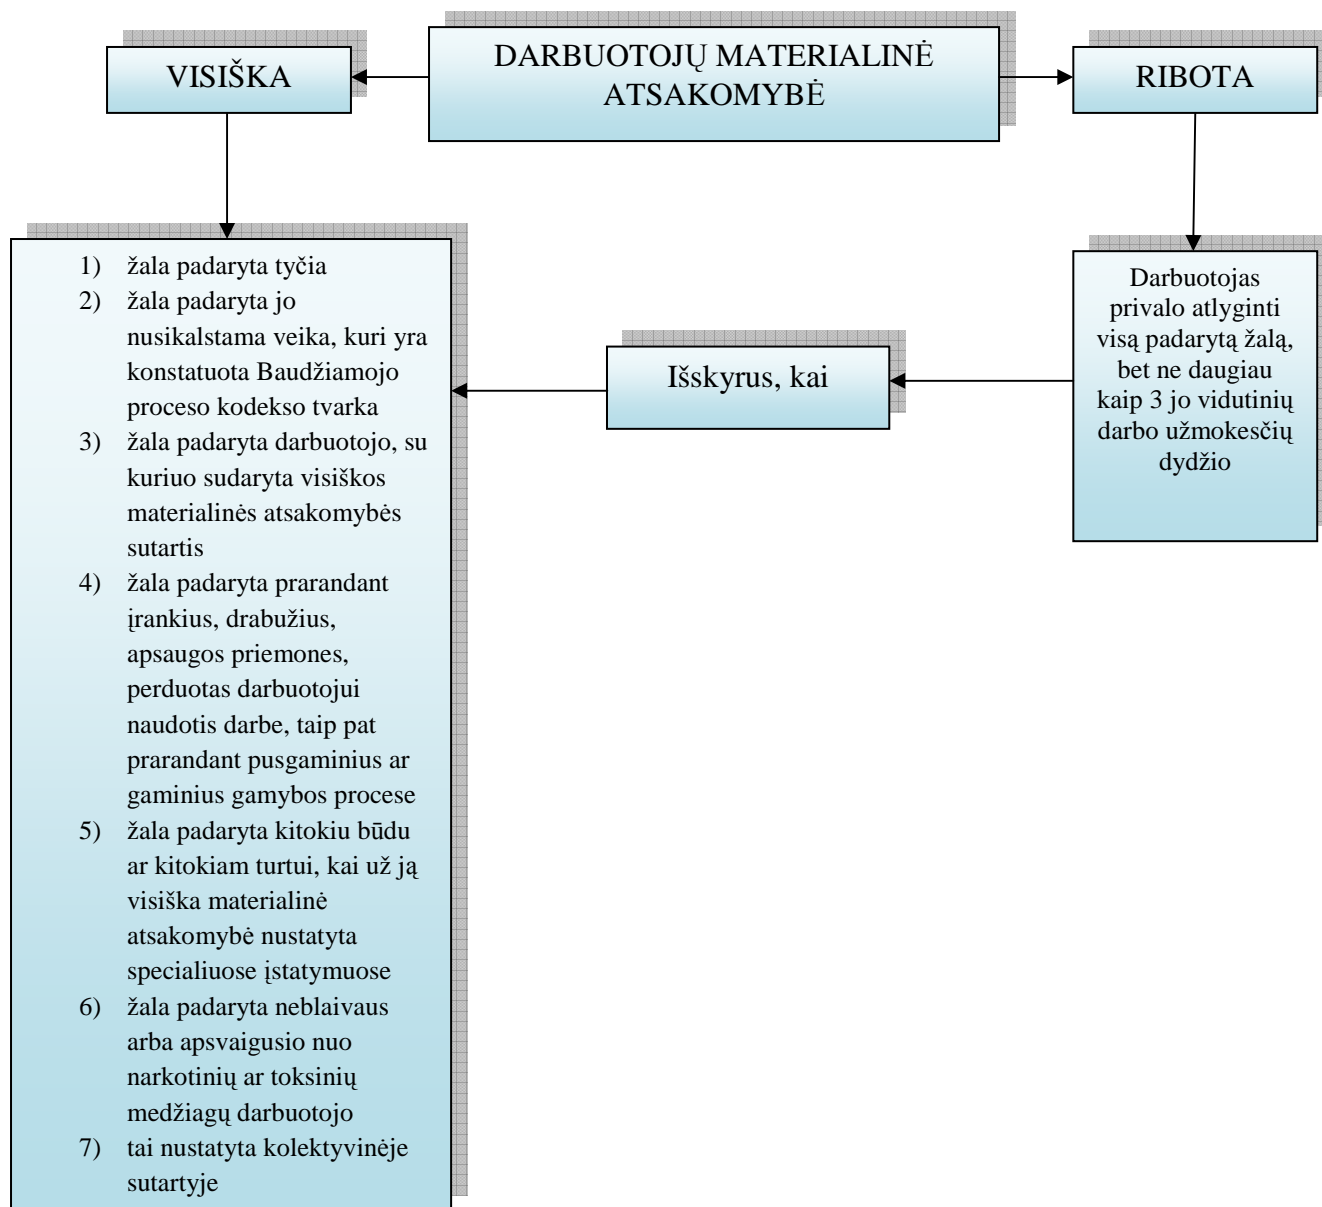 VISIŠKA
DARBUOTOJŲ MATERIALINĖ
ATSAKOMYBĖ
RIBOTA
1) žala padaryta tyčia
2) žala padaryta jo
nusikalstama veika, kuri yra
konstatuota Baudžiamojo
proceso kodekso tvarka
3) žala padaryta darbuotojo, su
kuriuo sudaryta visiškos
materialinės atsakomybės
sutartis
4) žala padaryta prarandant
įrankius, drabužius,
apsaugos priemones,
perduotas darbuotojui
naudotis darbe, taip pat
prarandant pusgaminius ar
gaminius gamybos procese
5) žala padaryta kitokiu būdu
ar kitokiam turtui, kai už ją
visiška materialinė
atsakomybė nustatyta
specialiuose įstatymuose
6) žala padaryta neblaivaus
arba apsvaigusio nuo
narkotinių ar toksinių
medžiagų darbuotojo
7) tai nustatyta kolektyvinėje
sutartyje
Išskyrus, kai
Darbuotojas
privalo atlyginti
visą padarytą žalą,
bet ne daugiau
kaip 3 jo vidutinių
darbo užmokesčių
dydžio